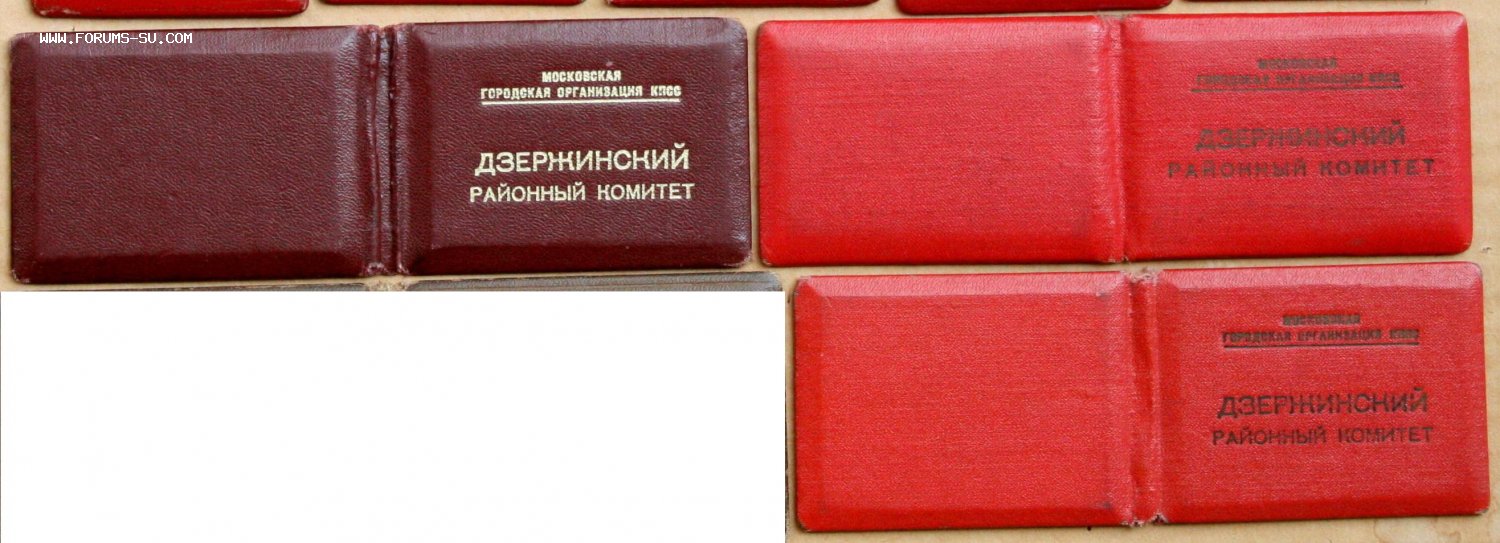 www.forums-su.com
МОСКОВСКАЯ
ГОРОДСКАЯ ОРГАНИЗАЦИЯ КПСС
ДЗЕРЖИНСКИЙ
РАЙОННЫЙ КОМИТЕТ
МОСКОВСКАЯ
ГОРОДСКАЯ ОРГАНИЗАЦИЯ КПСС
ДЗЕРЖИНСКИЙ
РАЙОННЫЙ КОМИТЕТ
МОСКОВСКАЯ
ГОРОДСКАЯ ОРГАНИЗАЦИЯ КПСС
ДЗЕРЖИНСКИЙ
РАЙОННЫЙ КОМИТЕТ